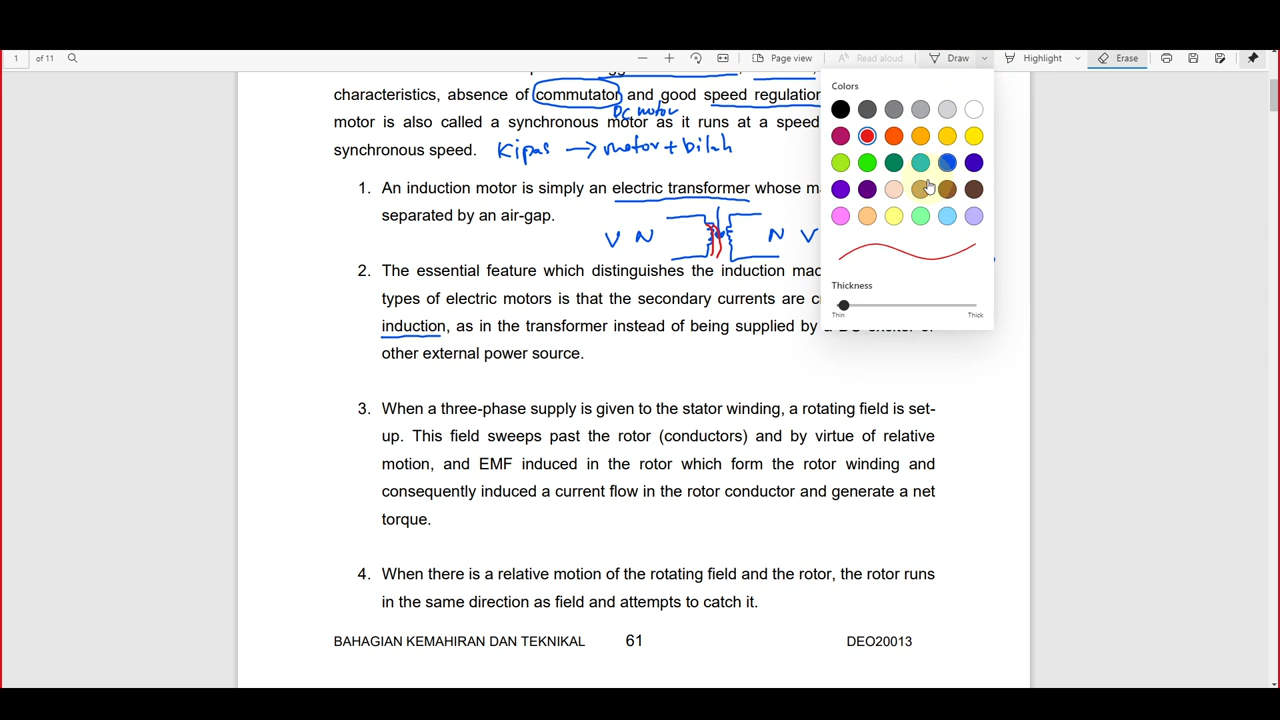 1 of 11 Page view Read aloud Draw Highlight Erase
Colors
Thickness
Thin Thick
characteristics, absence of commutator and good speed regulation
DC motor
motor is also called a synchronous motor as it runs at a speed
synchronous speed. Kipas → motor + bilah
1. An induction motor is simply an electric transformer whose
separated by an air-gap.
V N N V
2. The essential feature which distinguishes the induction
types of electric motors is that the secondary currents are
induction, as in the transformer instead of being supplied by
other external power source.
3. When a three-phase supply is given to the stator winding, a rotating field is set-
up. This field sweeps past the rotor (conductors) and by virtue of relative
motion, and EMF induced in the rotor which form the rotor winding and
consequently induced a current flow in the rotor conductor and generate a net
torque.
4. When there is a relative motion of the rotating field and the rotor, the rotor runs
in the same direction as field and attempts to catch it.
BAHAGIAN KEMAHIRAN DAN TEKNIKAL 61 DEO20013